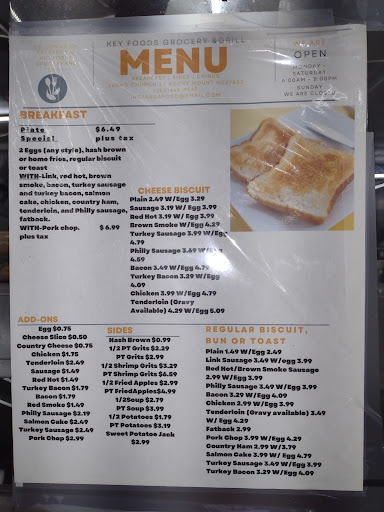 KEY FOODS GROCERY & GRILL
MENU
WE ARE
OPEN
MONDAY -
SATURDAY
SUNDAY
WE ARE CLOSED
BREAKFAST
Plate $6.49
Special plus tax
2 Eggs (any style), hash brown
or home fries, regular biscuit
or toast
WITH-Link, red hot, brown
smoke, bacon, turkey sausage
and turkey bacon, salmon
cake, chicken, country ham,
tenderloin, and Philly sausage,
fatback.
WITH-Pork chop. $6.99
plus tax
CHEESE BISCUIT
Plain 2.49 W/Egg 3.29
Sausage 3.19 W/ Egg 3.99
Red Hot 3.19 W/ Egg 3.99
Brown Smoke W/Egg 4.29
Turkey Sausage 3.99 W/Egg
4.79
Philly Sausage 3.69 W/Egg
4.59
Bacon 3.49 W/Egg 4.79
Turkey Bacon 3.29 W/Egg
4.09
Chicken 3.99 W/Egg 4.79
Tenderloin (Gravy
Available) 4.29 W/Egg 5.09
ADD-ONS
Egg $0.75
Cheese Slice $0.50
Country Cheese $0.75
Chicken $1.75
Tenderloin $2.49
Sausage $1.49
Red Hot $1.49
Turkey Bacon $1.79
Bacon $1.79
Red Smoke $1.49
Philly Sausage $2.19
Salmon Cake $2.49
Turkey Sausage $2.49
Pork Chop $2.99
SIDES
Hash Brown $0.99
1/2 PT Grits $2.29
PT Grits $2.99
1/2 Shrimp Grits $3.29
PT Shrimp Grits $6.59
1/2 Fried Apples $2.99
PT FriedApples$4.99
1/2Soup $2.79
PT Soup $3.99
1/2 Potatoes $1.79
PT Potatoes $3.19
Sweet Potatoe Jack
$2.99
REGULAR BISCUIT,
BUN OR TOAST
Plain 1.49 W/Egg 2.49
Link Sausage 3.49 W/egg 3.99
Red Hot/Brown Smoke Sausage
2.99 W/Egg 3.99
Philly Sausage 3.49 W/Egg 3.99
Bacon 3.29 W/Egg 4.09
Chicken 2.99 W/Egg 3.99
Tenderloin (Gravy available) 3.49
W/ Egg 4.29
Fatback 2.99
Pork Chop 3.99 W/Egg 4.29
Country Ham 2.99 W/3.79
Salmon Cake 3.99 W/ Egg 4.79
Turkey Sausage 3.49 W/Egg 3.99
Turkey Bacon 3.29 W/Egg 4.09